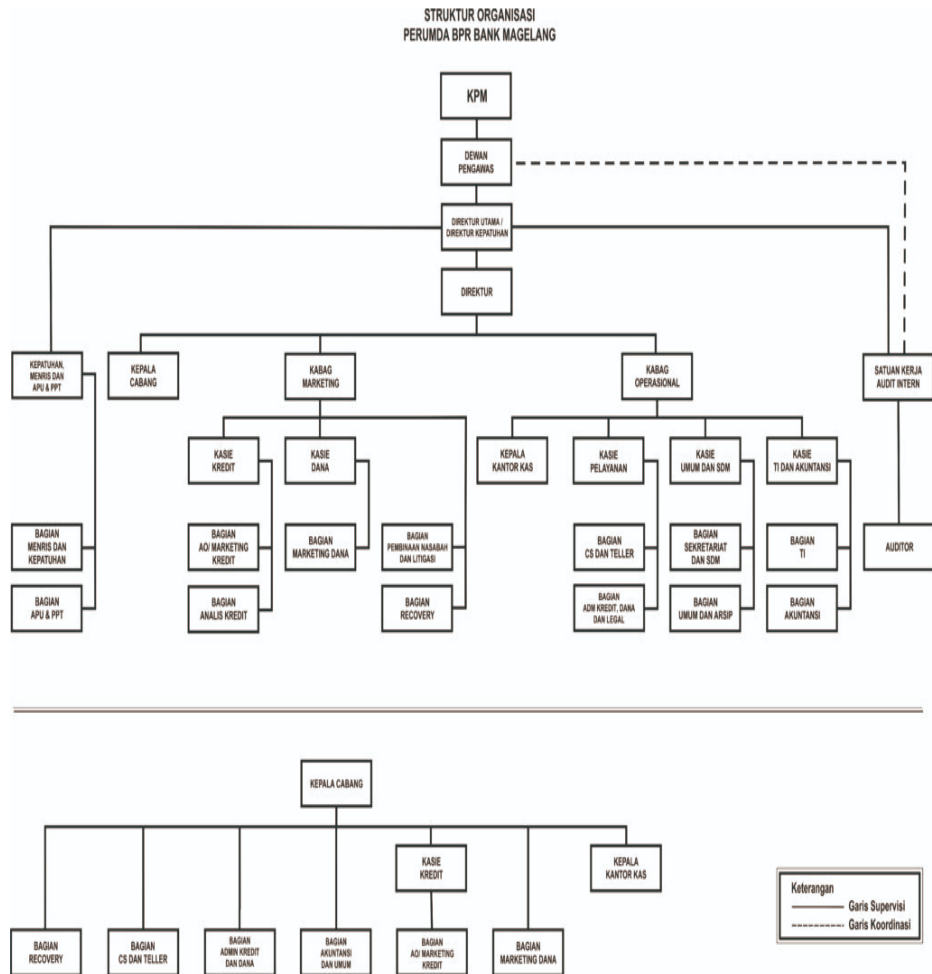 STRUKTUR ORGANISASI
PERUMDA BPR BANK MAGELANG
KPM
DEWAN
PENGAWAS
DIREKTUR UTAMA /
DIREKTUR KEPATUHAN
DIREKTUR
KEPATUHAN,
MENRIS DAN
APU & PPT
KEPALA
CABANG
KABAG
MARKETING
KABAG
OPERASIONAL
SATUAN KERJA
AUDIT INTERN
KASIE
KREDIT
KASIE
DANA
KEPALA
KANTOR KAS
KASIE
PELAYANAN
KASIE
UMUM DAN SDM
KASIE
TI DAN AKUNTANSI
BAGIAN
MENRIS DAN
KEPATUHAN
BAGIAN
AO/ MARKETING
KREDIT
BAGIAN
MARKETING DANA
BAGIAN
PEMBINAAN NASABAH
DAN LITIGASI
BAGIAN
CS DAN TELLER
BAGIAN
SEKRETARIAT
DAN SDM
BAGIAN
TI
AUDITOR
BAGIAN
APU & PPT
BAGIAN
ANALIS KREDIT
BAGIAN
RECOVERY
BAGIAN
ADM KREDIT, DANA
DAN LEGAL
BAGIAN
UMUM DAN ARSIP
BAGIAN
AKUNTANSI
KEPALA CABANG
KASIE
KREDIT
KEPALA
KANTOR KAS
BAGIAN
RECOVERY
BAGIAN
CS DAN TELLER
BAGIAN
ADMIN KREDIT
DAN DANA
BAGIAN
AKUNTANSI
DAN UMUM
BAGIAN
AO/ MARKETING
KREDIT
BAGIAN
MARKETING DANA
Keterangan
Garis Supervisi
Garis Koordinasi